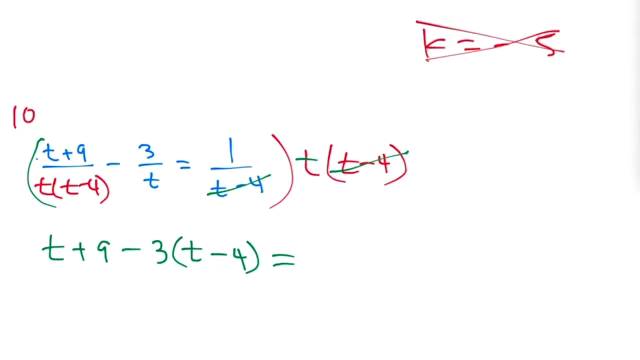 k = -5
10
( (t+9)/(t(t-4)) - 3/t = 1/(t-4) ) t(t-4)
t + 9 - 3(t - 4) =